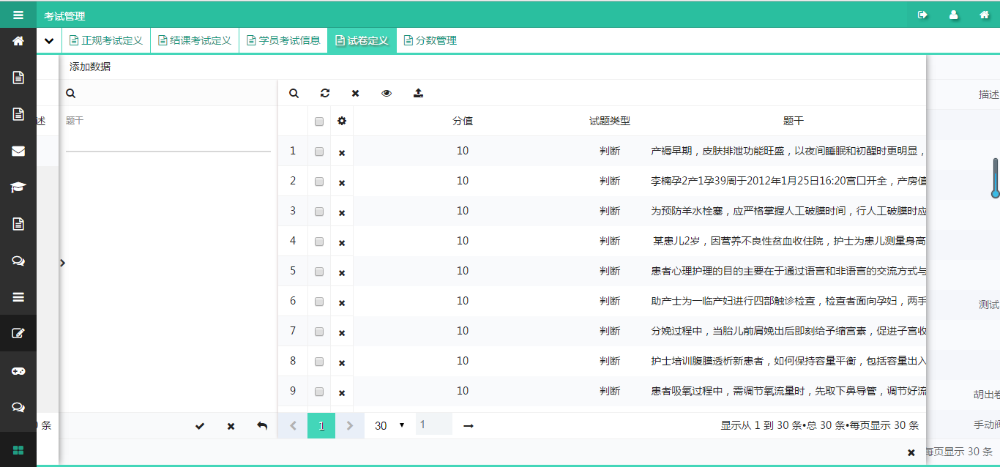 考试管理
正规考试定义 结课考试定义 学员考试信息 试卷定义 分数管理
添加数据
描述
述 题干 分值 试题类型 题干
1 10 判断 产褥早期，皮肤排泄功能旺盛，以夜间睡眠和初醒时更明显，
2 10 判断 李楠孕2产1孕39周于2012年1月25日16:20宫口开全，产房值
3 10 判断 为预防羊水栓塞，应严格掌握人工破膜时间，行人工破膜时应
4 10 判断 某患儿2岁，因营养不良性贫血收住院，护士为患儿测量身高
5 10 判断 患者心理护理的目的主要在于通过语言和非语言的交流方式与
6 10 判断 助产士为一临产产妇进行四部触诊检查，检查者面向孕妇，两手
测试
7 10 判断 分娩过程中，当胎儿前肩娩出后即刻给予缩宫素，促进子宫收
8 10 判断 护士培训腹膜透析新患者，如何保持容量平衡，包括容量出入
9 10 判断 患者吸氧过程中，需调节氧流量时，先取下鼻导管，调节好流
胡出卷
条 1 30 1 显示从 1 到 30 条•总 30 条•每页显示 30 条
手动阅
每页显示 30 条